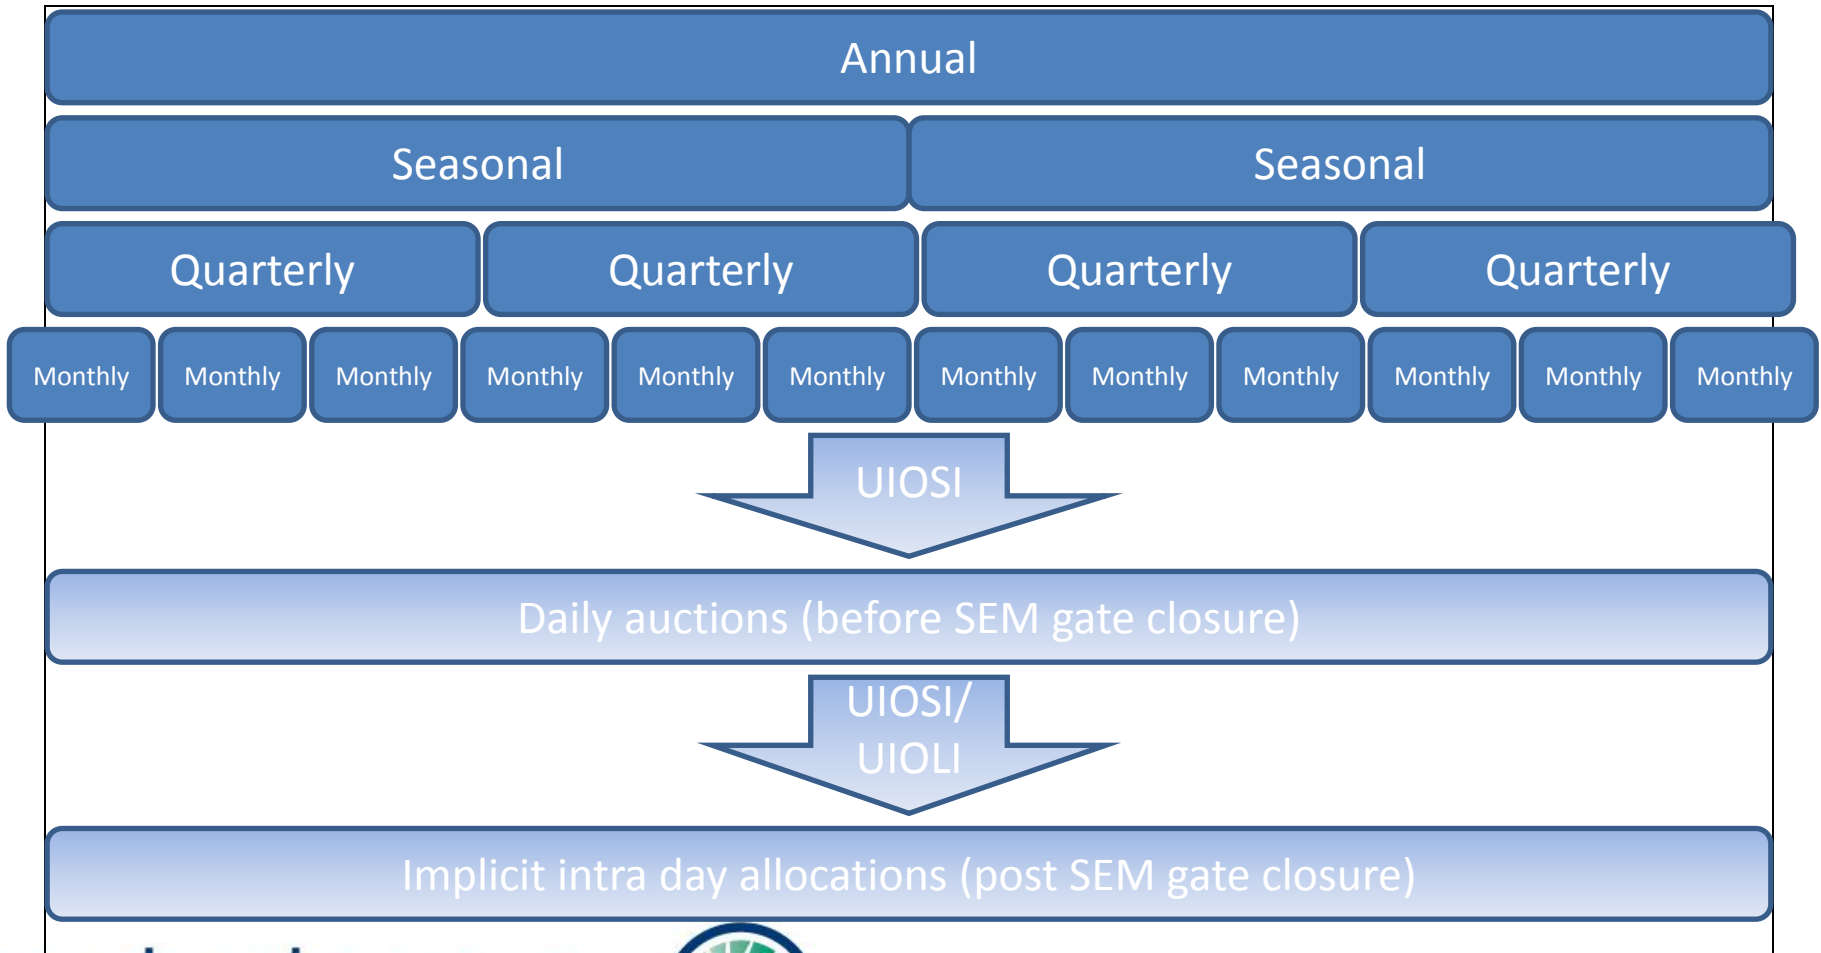 Annual
Seasonal Seasonal
Quarterly Quarterly Quarterly Quarterly
Monthly Monthly Monthly Monthly Monthly Monthly Monthly Monthly Monthly Monthly Monthly Monthly
UIOSI
Daily auctions (before SEM gate closure)
UIOSI/
UIOLI
Implicit intra day allocations (post SEM gate closure)